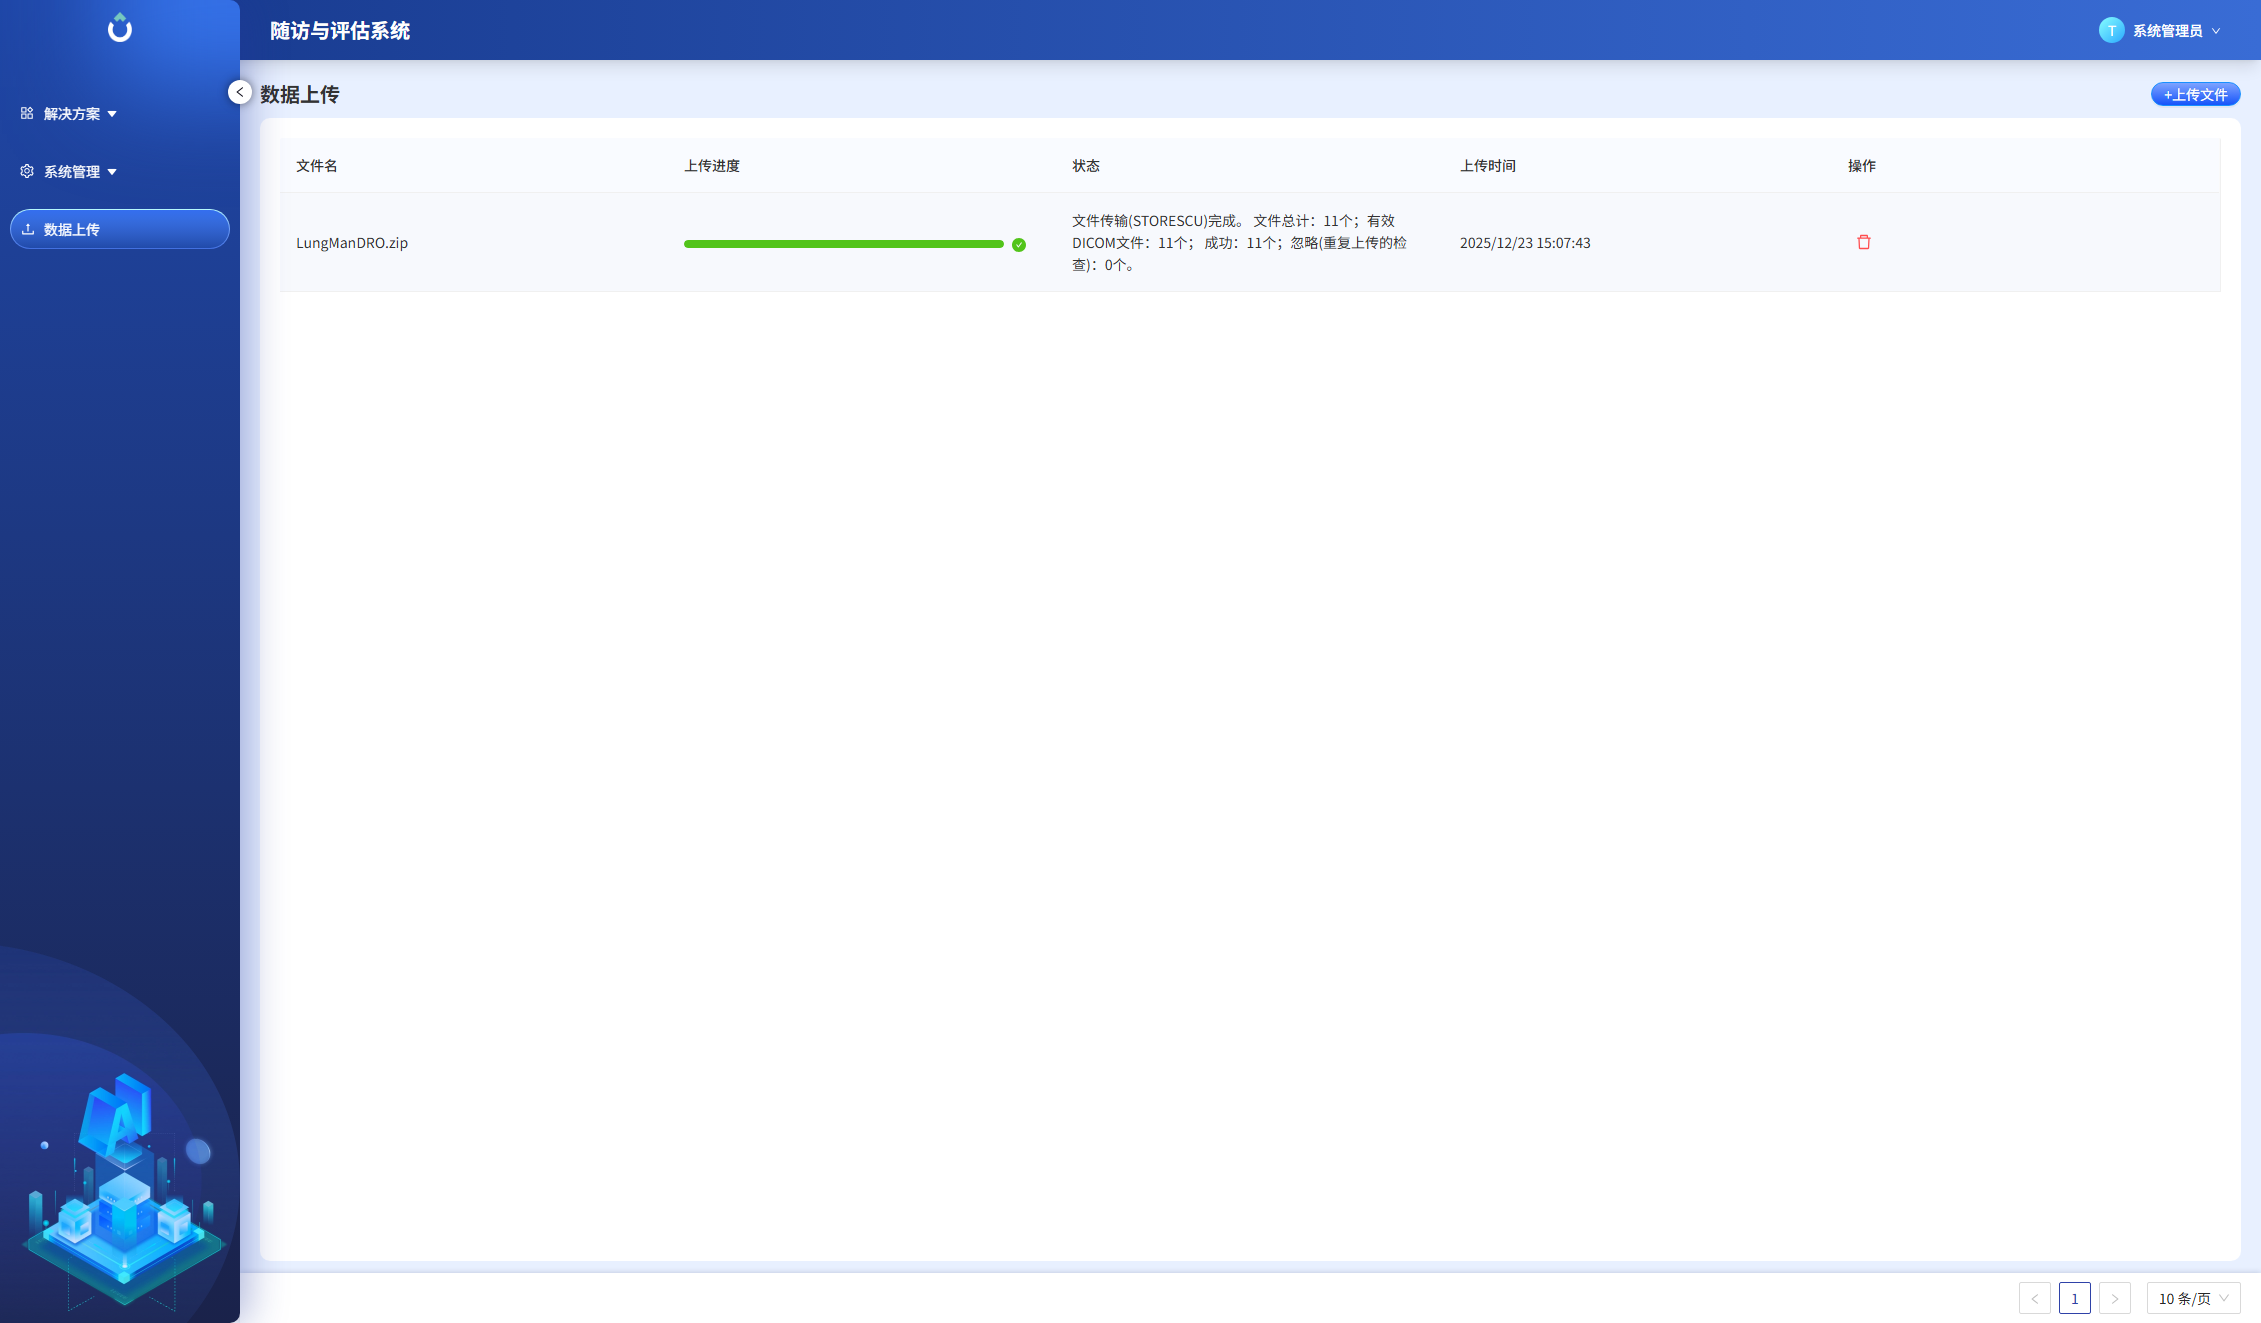 随访与评估系统
T 系统管理员
解决方案
系统管理
数据上传
数据上传
+上传文件
文件名 上传进度 状态 上传时间 操作
LungManDRO.zip
文件传输(STORESCU)完成。 文件总计：11个；有效
DICOM文件：11个； 成功：11个；忽略(重复上传的检
查)：0个。
2025/12/23 15:07:43
< 1 > 10 条/页